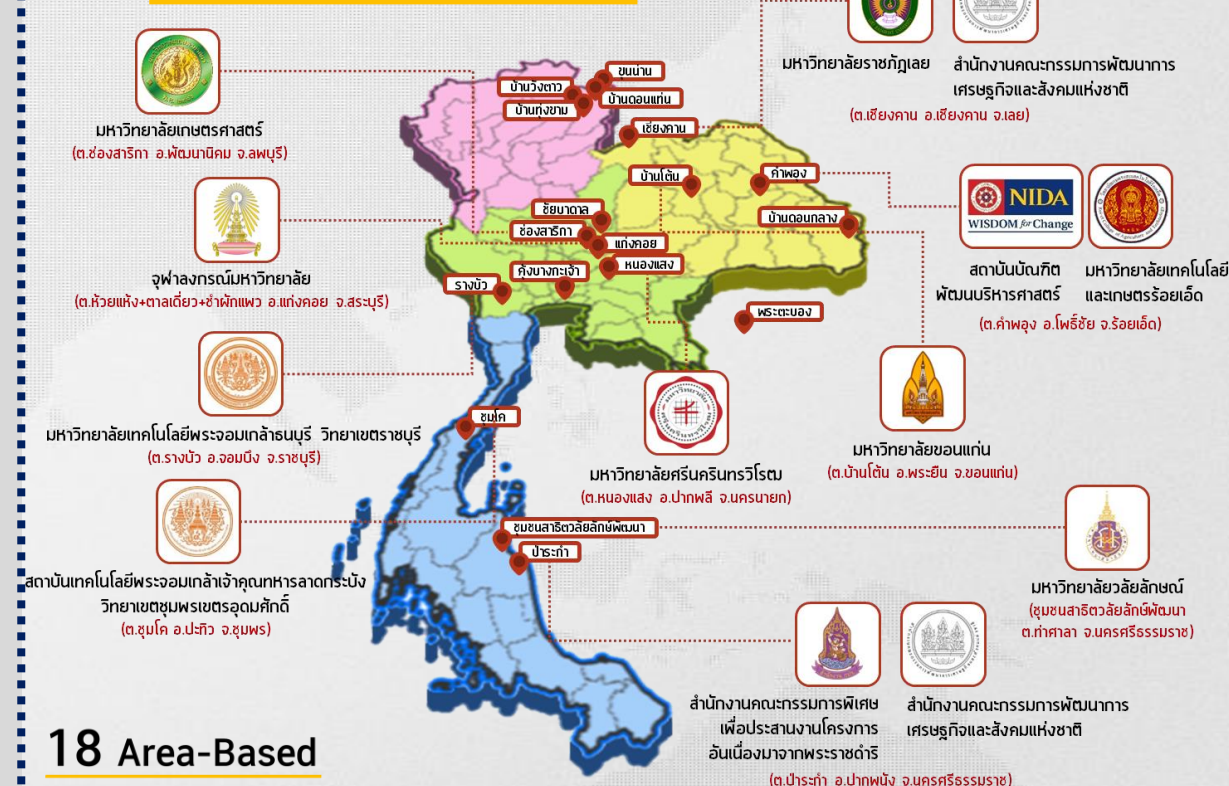 มหาวิทยาลัยราชภัฏเลย
สำนักงานคณะกรรมการพัฒนาการ
เศรษฐกิจและสังคมแห่งชาติ
(ต.เชียงคาน อ.เชียงคาน จ.เลย)
มหาวิทยาลัยเกษตรศาสตร์
(ต.ช่องสาริกา อ.พัฒนานิคม จ.ลพบุรี)
ขุนน่าน
บ้านวังตาว
บ้านดอนแท่น
บ้านทุ่งขาม
เชียงคาน
บ้านโต้น
คำพอง
ชัยบาดาล
บ้านดอนกลาง
ช่องสาริกา
แก่งคอย
คุ้งบางกะเจ้า
หนองแสง
รางบัว
พระตะบอง
NIDA
WISDOM for Change
สถาบันบัณฑิต
พัฒนบริหารศาสตร์
มหาวิทยาลัยเทคโนโลยี
และเกษตรร้อยเอ็ด
(ต.คำพอุง อ.โพธิ์ชัย จ.ร้อยเอ็ด)
จุฬาลงกรณ์มหาวิทยาลัย
(ต.ห้วยแห้ง+ตาลเดี่ยว+ชำผักแพว อ.แก่งคอย จ.สระบุรี)
มหาวิทยาลัยเทคโนโลยีพระจอมเกล้าธนบุรี วิทยาเขตราชบุรี
(ต.รางบัว อ.จอมบึง จ.ราชบุรี)
ชุมโค
มหาวิทยาลัยศรีนครินทรวิโรฒ
(ต.หนองแสง อ.ปากพลี จ.นครนายก)
มหาวิทยาลัยขอนแก่น
(ต.บ้านโต้น อ.พระยืน จ.ขอนแก่น)
ชุมชนสาธิตวลัยลักษ์พัฒนา
ป่าระกำ
สถาบันเทคโนโลยีพระจอมเกล้าเจ้าคุณทหารลาดกระบัง
วิทยาเขตชุมพรเขตรอุดมศักดิ์
(ต.ชุมโค อ.ปะทิว จ.ชุมพร)
มหาวิทยาลัยวลัยลักษณ์
(ชุมชนสาธิตวลัยลักษ์พัฒนา
ต.ท่าศาลา จ.นครศรีธรรมราช)
สำนักงานคณะกรรมการพิเศษ
เพื่อประสานงานโครงการ
อันเนื่องมาจากพระราชดำริ
สำนักงานคณะกรรมการพัฒนาการ
เศรษฐกิจและสังคมแห่งชาติ
(ต.ป่าระกำ อ.ปากพนัง จ.นครศรีธรรมราช)
18 Area-Based